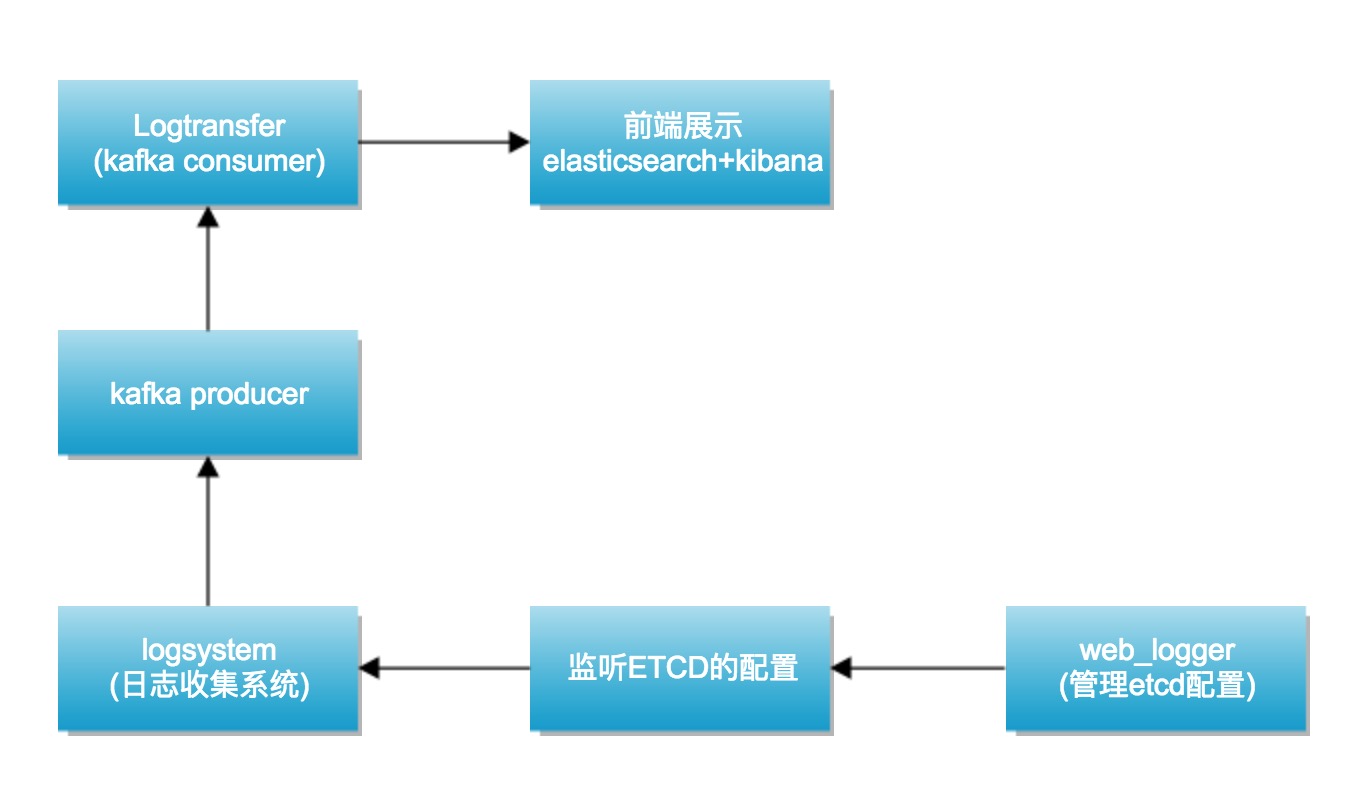 Logtransfer
(kafka consumer)
前端展示
elasticsearch+kibana
kafka producer
logsystem
(日志收集系统)
监听ETCD的配置
web_logger
(管理etcd配置)